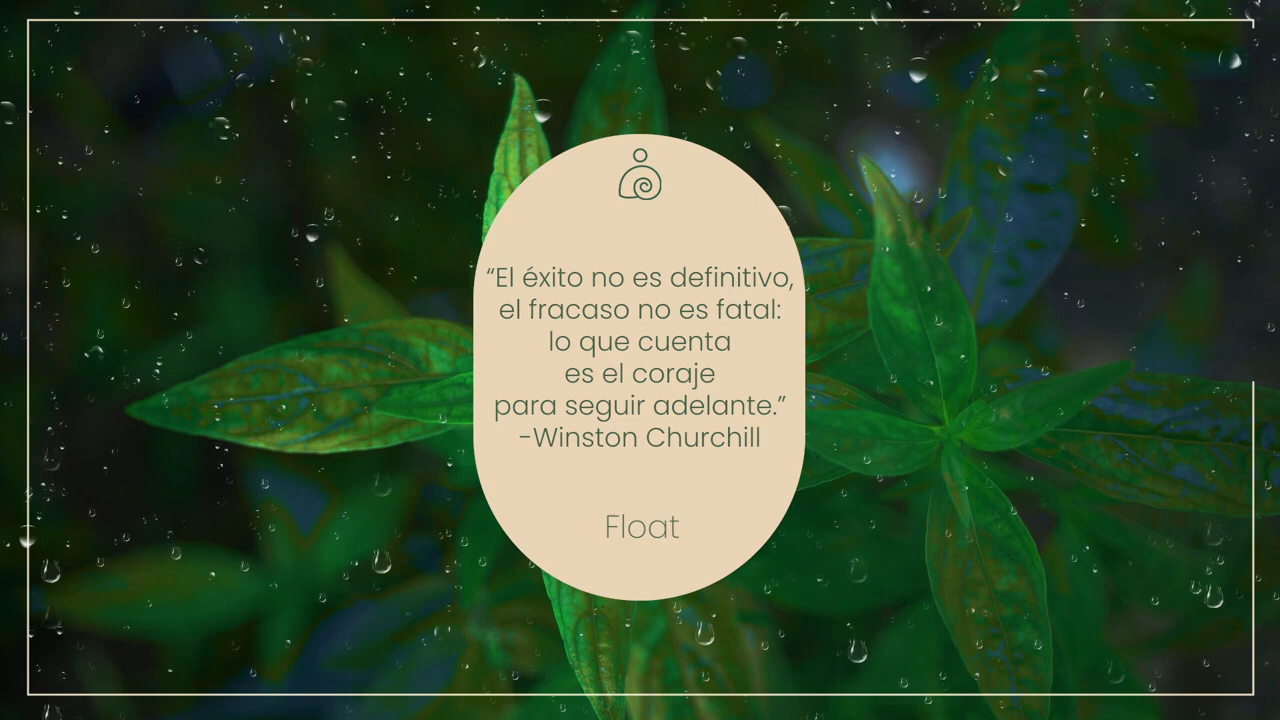 “El éxito no es definitivo,
el fracaso no es fatal:
lo que cuenta
es el coraje
para seguir adelante.”
-Winston Churchill
Float